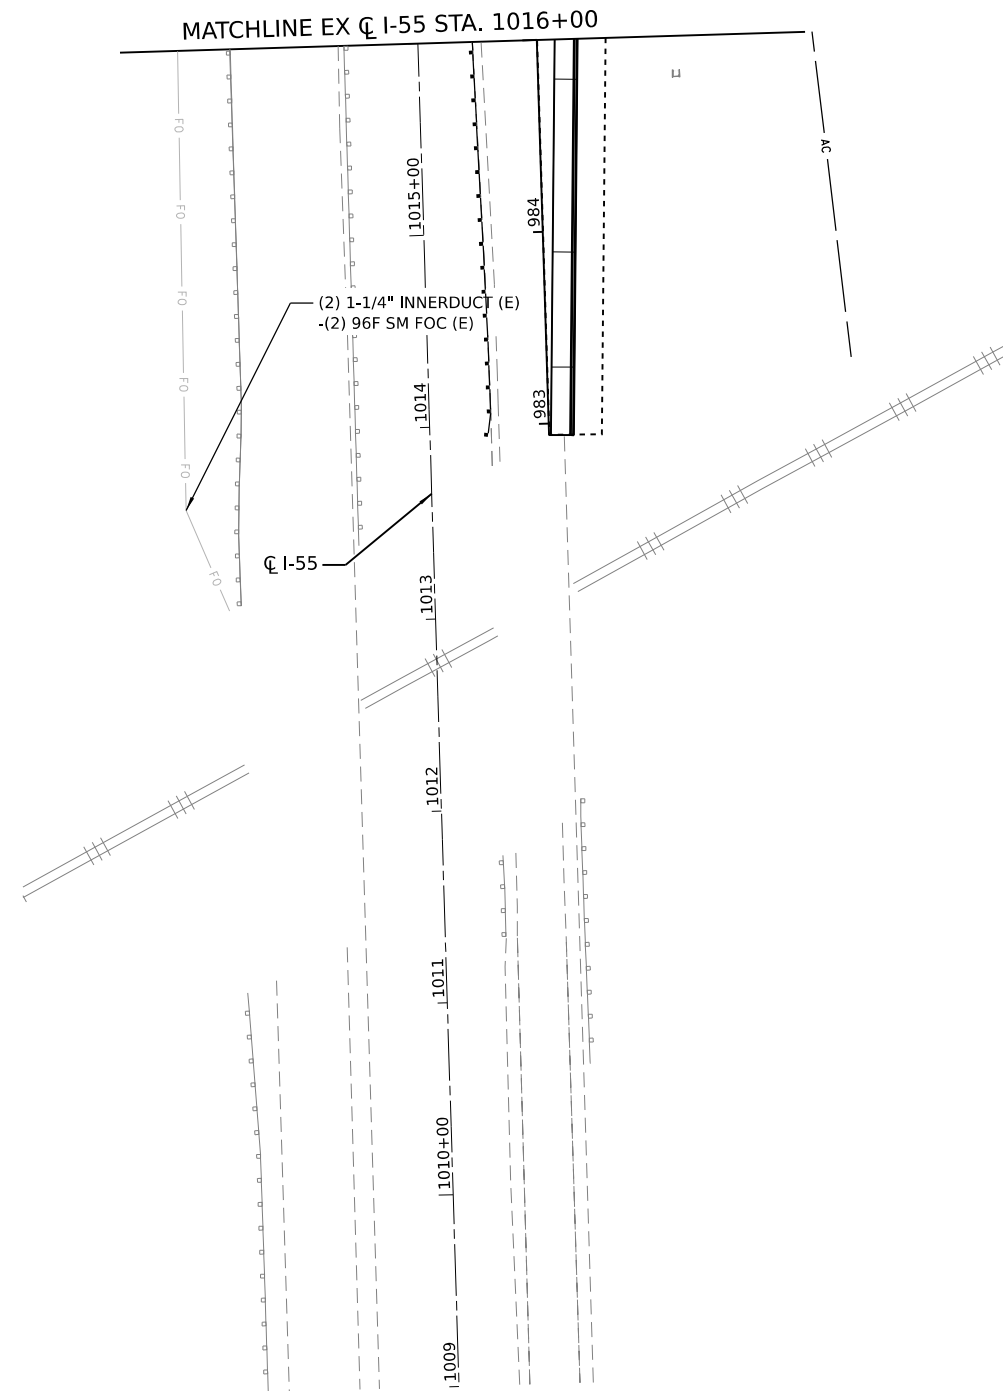 MATCHLINE EX ℄ I-55 STA. 1016+00
FO
AC
FO
1015+00
984
FO
(2) 1-1/4" INNERDUCT (E)
-(2) 96F SM FOC (E)
FO
1014
983
FO
℄ I-55
FO
1013
1012
1011
1010+00
1009